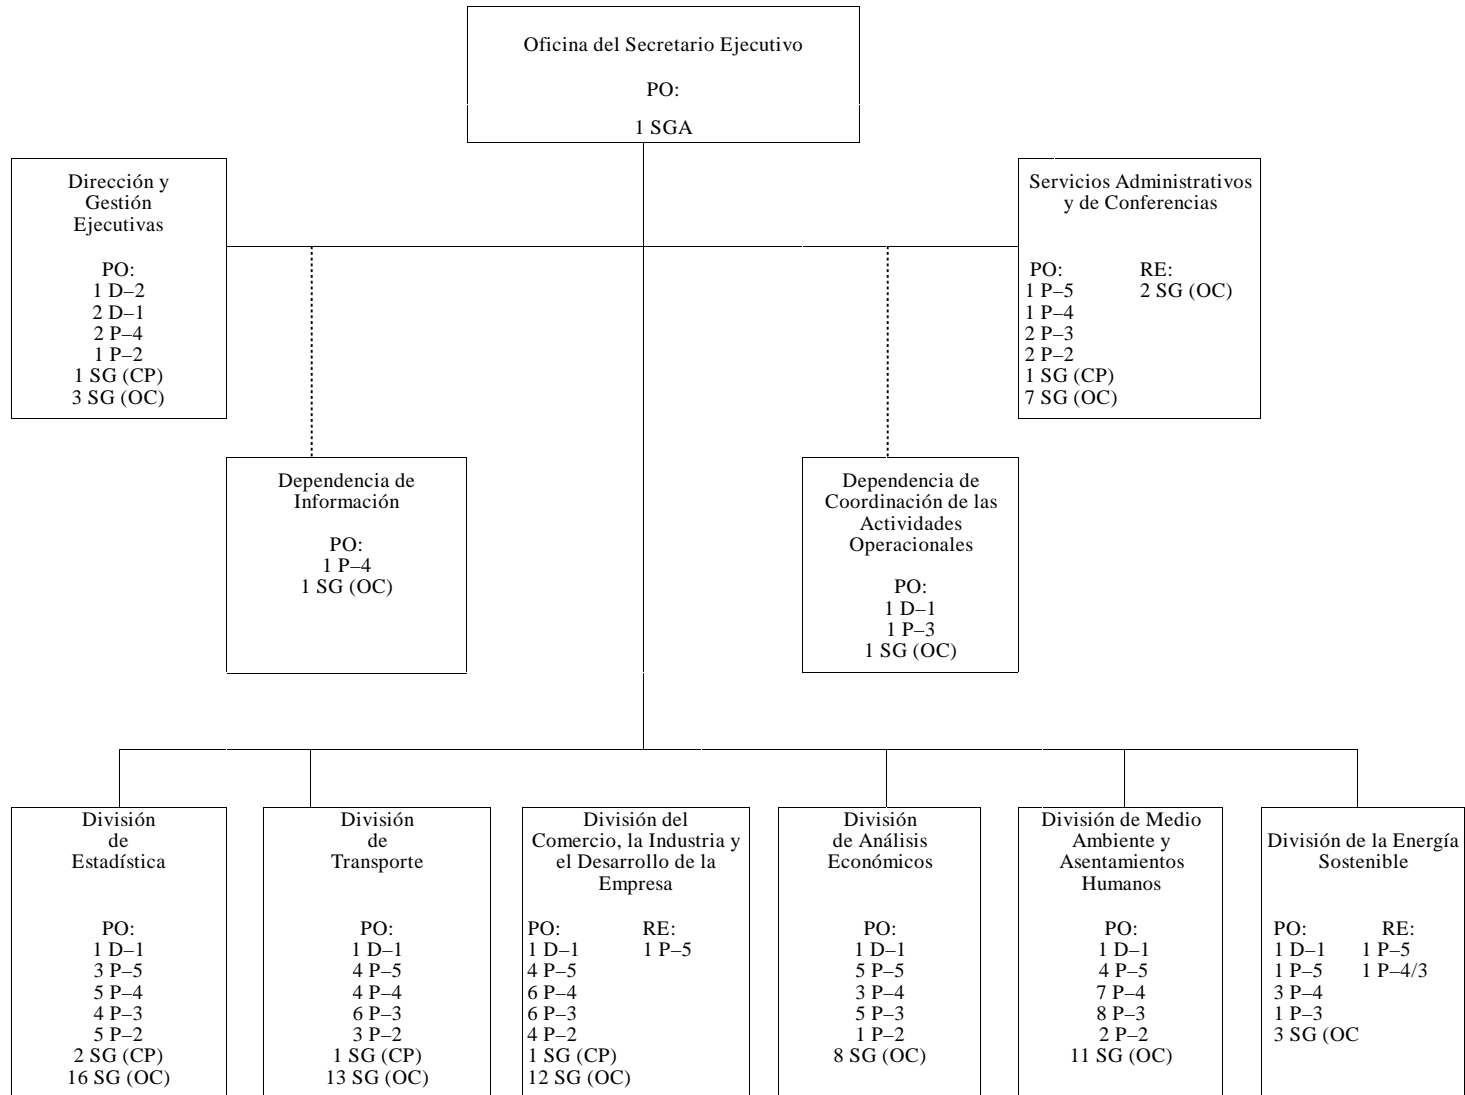 Oficina del Secretario Ejecutivo
PO:
1 SGA
Dirección y
Gestión
Ejecutivas
PO:
1 D–2
2 D–1
2 P–4
1 P–2
1 SG (CP)
3 SG (OC)
Servicios Administrativos
y de Conferencias
PO: RE:
1 P–5 2 SG (OC)
1 P–4
2 P–3
2 P–2
1 SG (CP)
7 SG (OC)
Dependencia de
Información
PO:
1 P–4
1 SG (OC)
Dependencia de
Coordinación de las
Actividades
Operacionales
PO:
1 D–1
1 P–3
1 SG (OC)
División
de
Estadística
PO:
1 D–1
3 P–5
5 P–4
4 P–3
5 P–2
2 SG (CP)
16 SG (OC)
División
de
Transporte
PO:
1 D–1
4 P–5
4 P–4
6 P–3
3 P–2
1 SG (CP)
13 SG (OC)
División del
Comercio, la Industria y
el Desarrollo de la
Empresa
PO: RE:
1 D–1 1 P–5
4 P–5
6 P–4
6 P–3
4 P–2
1 SG (CP)
12 SG (OC)
División
de Análisis
Económicos
PO:
1 D–1
5 P–5
3 P–4
5 P–3
1 P–2
8 SG (OC)
División de Medio
Ambiente y
Asentamientos
Humanos
PO:
1 D–1
4 P–5
7 P–4
8 P–3
2 P–2
11 SG (OC)
División de la Energía
Sostenible
PO: RE:
1 D–1 1 P–5
1 P–5 1 P–4/3
3 P–4
1 P–3
3 SG (OC